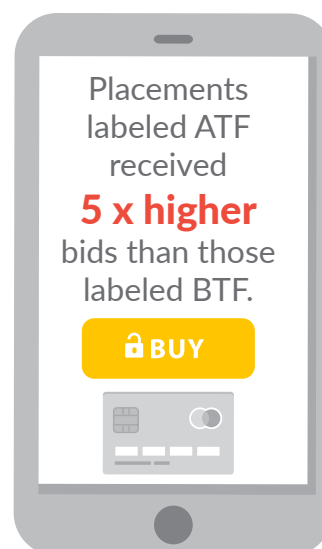 Placements
labeled ATF
received
5 x higher
bids than those
labeled BTF.
BUY